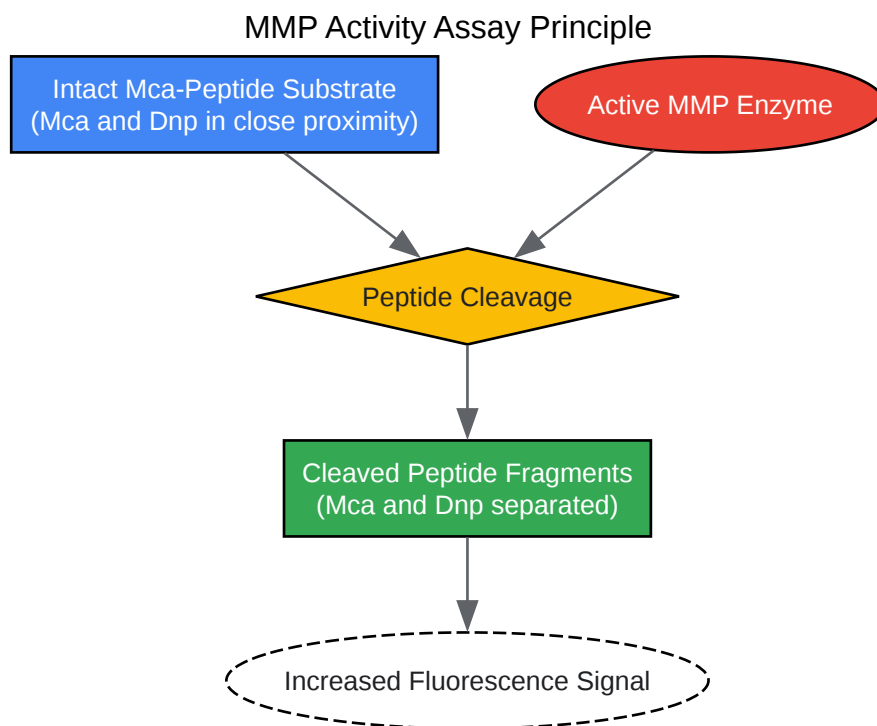 MMP Activity Assay Principle
Intact Mca-Peptide Substrate
(Mca and Dnp in close proximity)
Active MMP Enzyme
Peptide Cleavage
Cleaved Peptide Fragments
(Mca and Dnp separated)
Increased Fluorescence Signal